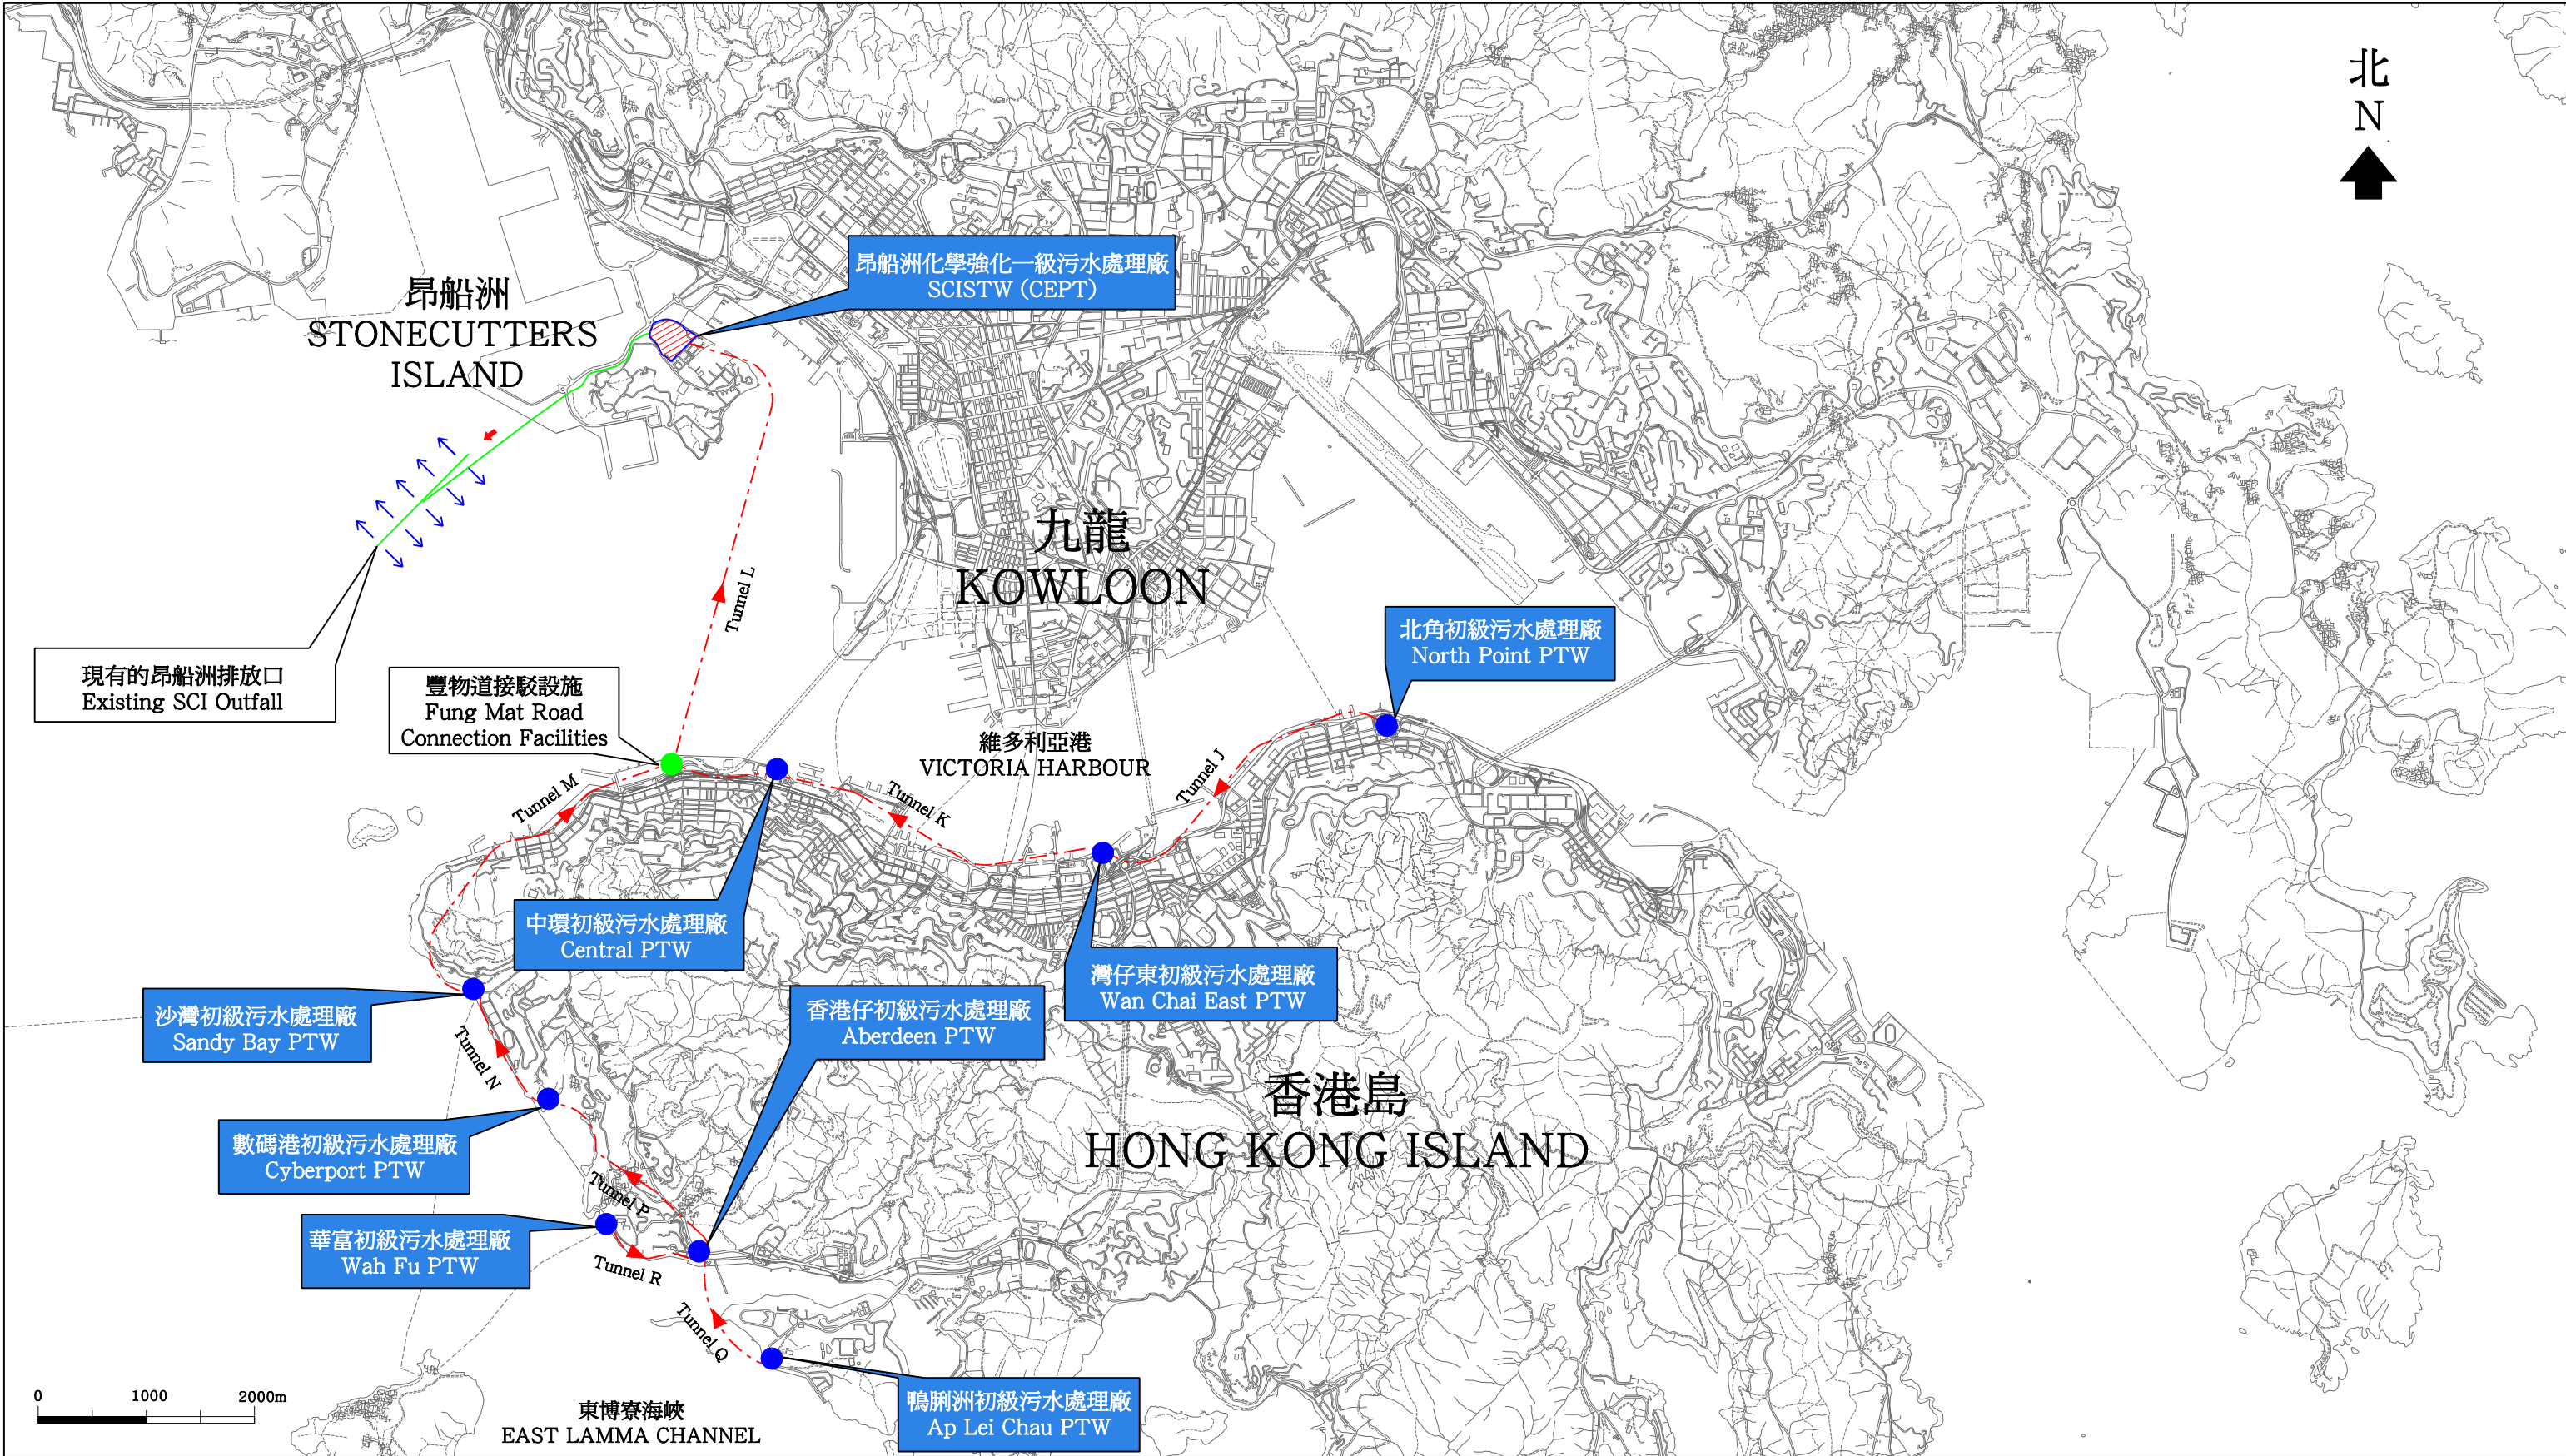 北
N
昂船洲化學強化一級污水處理廠
SCISTW (CEPT)
昂船洲
STONECUTTERS
ISLAND
九龍
KOWLOON
Tunnel L
北角初級污水處理廠
North Point PTW
現有的昂船洲排放口
Existing SCI Outfall
豐物道接駁設施
Fung Mat Road
Connection Facilities
維多利亞港
VICTORIA HARBOUR
Tunnel J
Tunnel M
Tunnel K
中環初級污水處理廠
Central PTW
灣仔東初級污水處理廠
Wan Chai East PTW
沙灣初級污水處理廠
Sandy Bay PTW
香港仔初級污水處理廠
Aberdeen PTW
Tunnel N
香港島
HONG KONG ISLAND
數碼港初級污水處理廠
Cyberport PTW
Tunnel P
華富初級污水處理廠
Wah Fu PTW
Tunnel R
Tunnel Q
鴨脷洲初級污水處理廠
Ap Lei Chau PTW
0 1000 2000m
東博寮海峽
EAST LAMMA CHANNEL